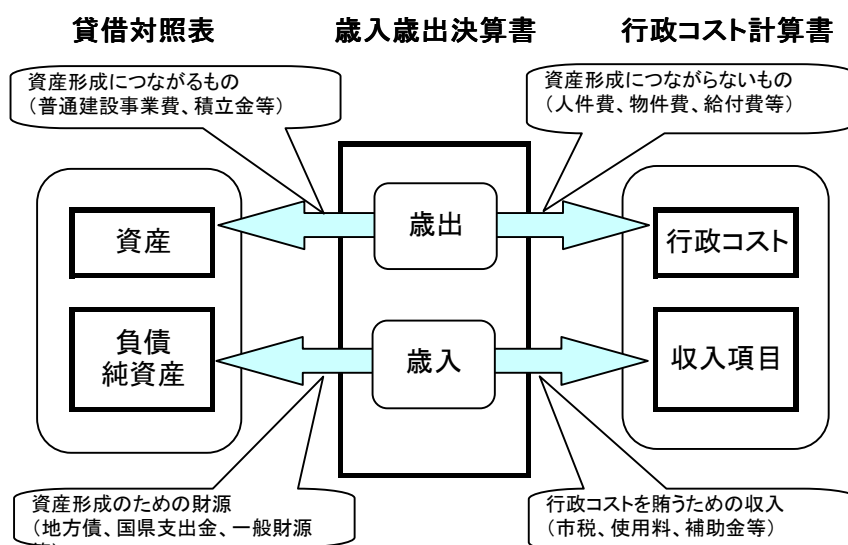 貸借対照表
歳入歳出決算書
行政コスト計算書
資産形成につながるもの
（普通建設事業費、積立金等）
資産形成につながらないもの
（人件費、物件費、給付費等）
資産
歳出
行政コスト
負債
純資産
歳入
収入項目
資産形成のための財源
（地方債、国県支出金、一般財源
行政コストを賄うための収入
（市税、使用料、補助金等）